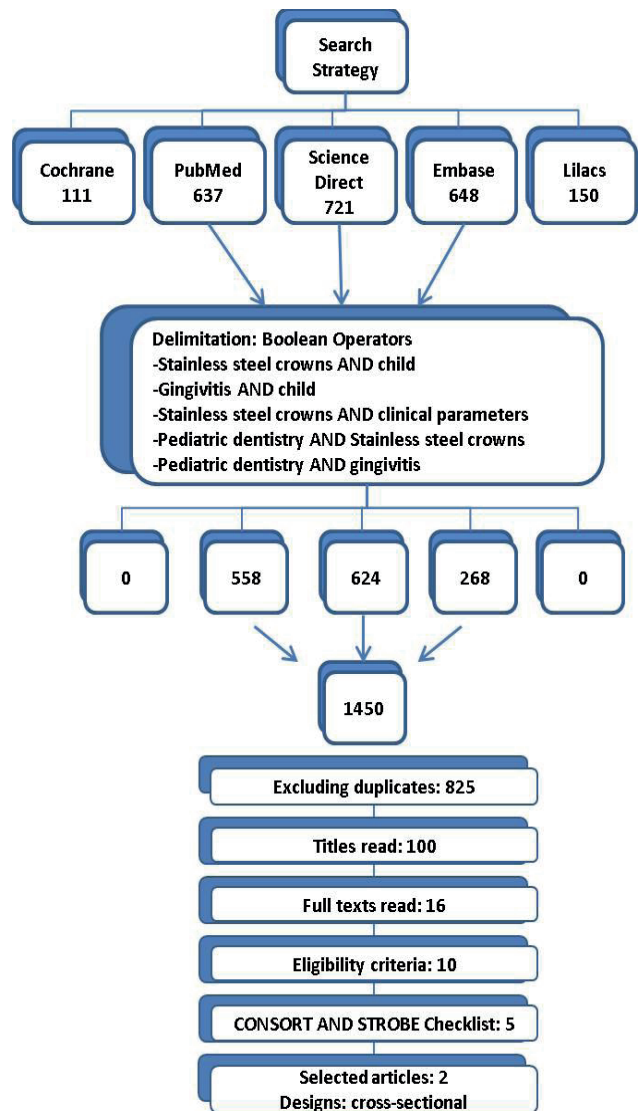 Search
Strategy
Cochrane
111
PubMed
637
Science
Direct
721
Embase
648
Lilacs
150
Delimitation: Boolean Operators
-Stainless steel crowns AND child
-Gingivitis AND child
-Stainless steel crowns AND clinical parameters
-Pediatric dentistry AND Stainless steel crowns
-Pediatric dentistry AND gingivitis
0
558
624
268
0
1450
Excluding duplicates: 825
Titles read: 100
Full texts read: 16
Eligibility criteria: 10
CONSORT AND STROBE Checklist: 5
Selected articles: 2
Designs: cross-sectional